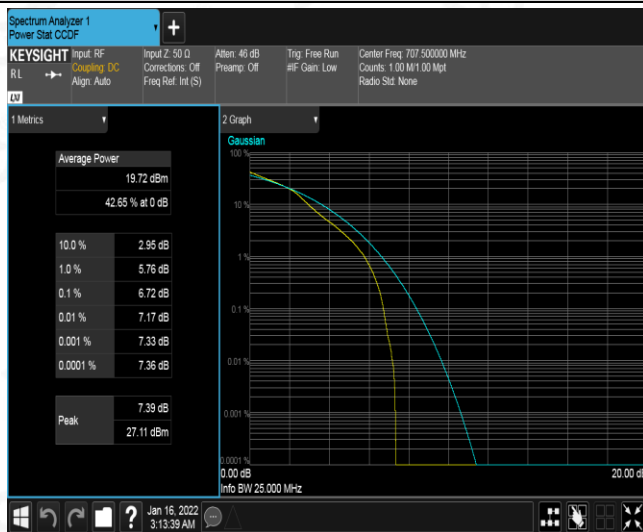 Spectrum Analyzer 1
Power Stat CCDF
+
KEYSIGHT Input: RF Input Z: 50 Ω Atten: 46 dB Trig: Free Run Center Freq: 707.500000 MHz
RL Coupling: DC Corrections: Off Preamp: Off #IF Gain: Low Counts: 1.00 M/1.00 Mpt
Align: Auto Freq Ref: Int (S) Radio Std: None
LXI
1 Metrics
Average Power
19.72 dBm
42.65 % at 0 dB
10.0 % 2.95 dB
1.0 % 5.76 dB
0.1 % 6.72 dB
0.01 % 7.17 dB
0.001 % 7.33 dB
0.0001 % 7.36 dB
Peak 7.39 dB
27.11 dBm
2 Graph
Gaussian
100 %
10 %
1 %
0.1 %
0.01 %
0.001 %
0.0001 %
0.00 dB 20.00 dB
Info BW 25.000 MHz
? Jan 16, 2022
3:13:39 AM